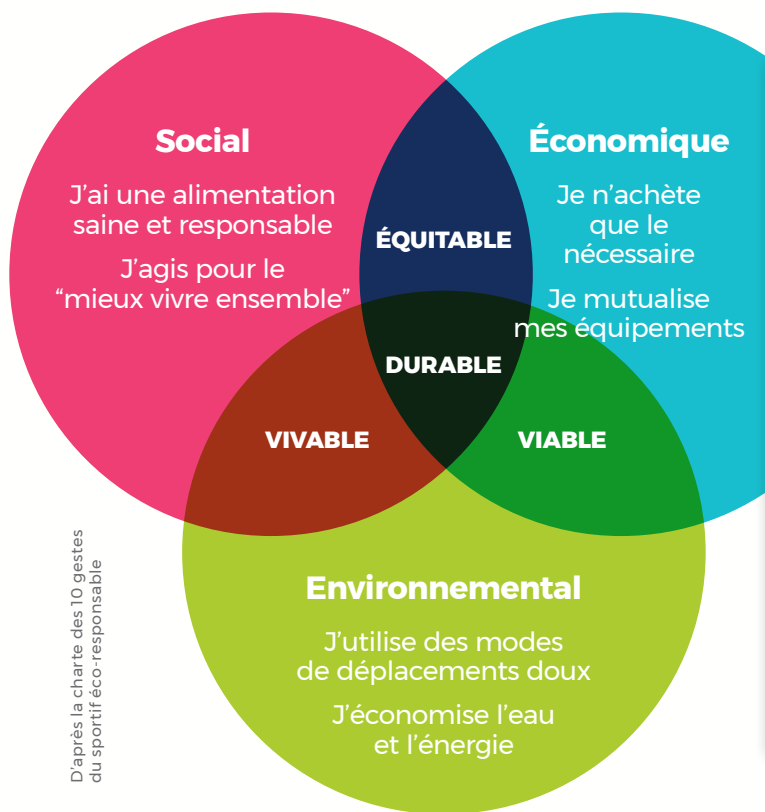 Social
J'ai une alimentation
saine et responsable
J'agis pour le
“mieux vivre ensemble”
Économique
Je n'achète
que le
nécessaire
Je mutualise
mes équipements
ÉQUITABLE
DURABLE
VIVABLE
VIABLE
Environnemental
J'utilise des modes
de déplacements doux
J'économise l'eau
et l'énergie
D'après la charte des 10 gestes
du sportif éco-responsable